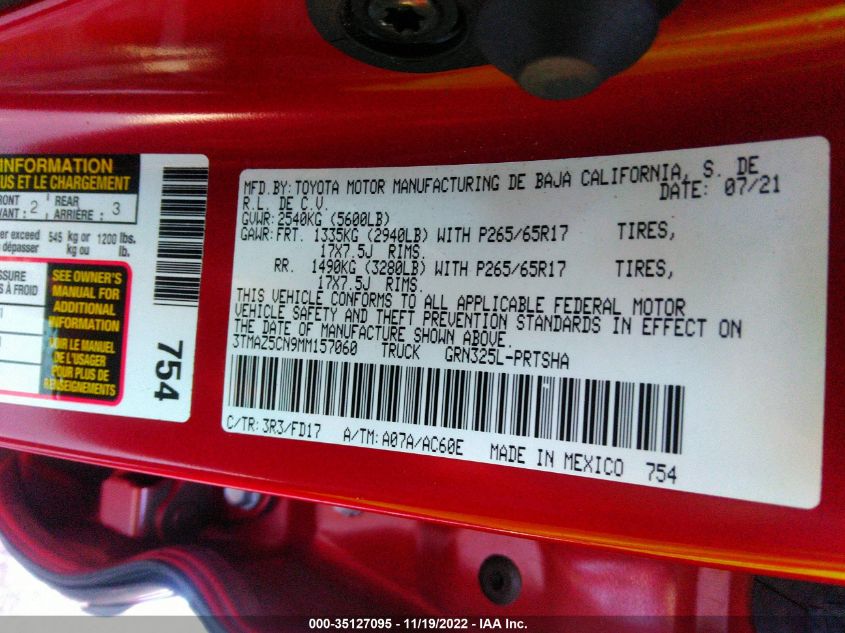 INFORMATION
US ET LE CHARGEMENT
FRONT
VANT : 2
REAR
ARRIÈRE : 3
er exceed 545 kg or 1200 lbs.
dépasser kg ou lb.
SSURE
S À FROID
SEE OWNER'S
MANUAL FOR
ADDITIONAL
INFORMATION
VOIR LE MANUEL
DE L'USAGER
POUR PLUS DE
RENSEIGNEMENTS
754
MFD.BY:TOYOTA MOTOR MANUFACTURING DE BAJA CALIFORNIA, S. DE
R.L. DE C.V. DATE: 07/21
GVWR:2540KG (5600LB)
GAWR:FRT. 1335KG (2940LB) WITH P265/65R17 TIRES,
17X7.5J RIMS.
RR. 1490KG (3280LB) WITH P265/65R17 TIRES,
17X7.5J RIMS.
THIS VEHICLE CONFORMS TO ALL APPLICABLE FEDERAL MOTOR
VEHICLE SAFETY AND THEFT PREVENTION STANDARDS IN EFFECT ON
THE DATE OF MANUFACTURE SHOWN ABOVE.
3TMAZ5CN9MM157060 TRUCK GRN325L-PRTSHA
C/TR:3R3/FD17 A/TM:A07A/AC60E MADE IN MEXICO 754
000-35127095 - 11/19/2022 - IAA Inc.